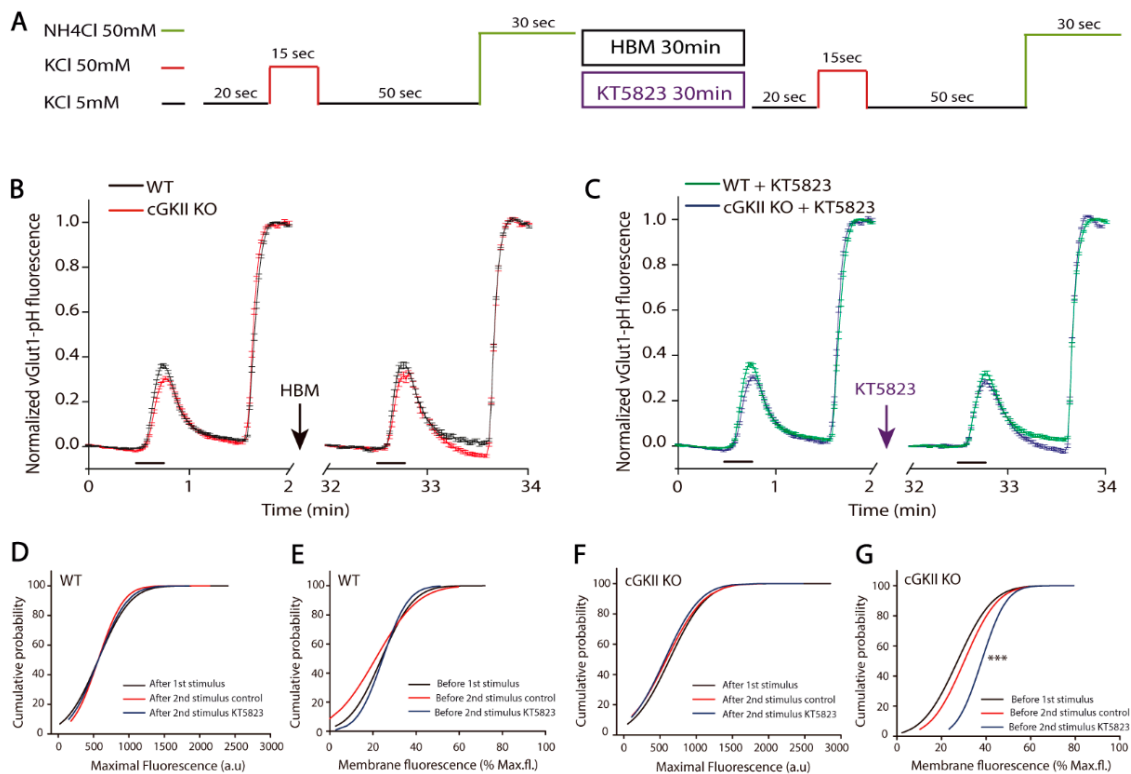 A
NH4Cl 50mM
KCl 50mM
KCl 5mM
20 sec
15 sec
50 sec
30 sec
HBM 30min
KT5823 30min
20 sec
15sec
50 sec
30 sec
B
WT
cGKII KO
Normalized vGlut1-pH fluorescence
1.0
0.8
0.6
0.4
0.2
0.0
HBM
0
1
2
32
33
34
Time (min)
C
WT + KT5823
cGKII KO + KT5823
Normalized vGlut1-pH fluorescence
1.0
0.8
0.6
0.4
0.2
0.0
KT5823
0
1
2
32
33
34
Time (min)
D
WT
Cumulative probability
100
80
60
40
20
0
After 1st stimulus
After 2nd stimulus control
After 2nd stimulus KT5823
0
500
1000
1500
2000
2500
3000
Maximal Fluorescence (a.u)
E
WT
Cumulative probability
100
80
60
40
20
0
Before 1st stimulus
Before 2nd stimulus control
Before 2nd stimulus KT5823
0
20
40
60
80
100
Membrane fluorescence (% Max.fl.)
F
cGKII KO
Cumulative probability
100
80
60
40
20
0
After 1st stimulus
After 2nd stimulus control
After 2nd stimulus KT5823
0
500
1000
1500
2000
2500
3000
Maximal Fluorescence (a.u)
G
cGKII KO
Cumulative probability
100
80
60
40
20
0
***
Before 1st stimulus
Before 2nd stimulus control
Before 2nd stimulus KT5823
0
20
40
60
80
100
Membrane fluorescence (% Max.fl.)